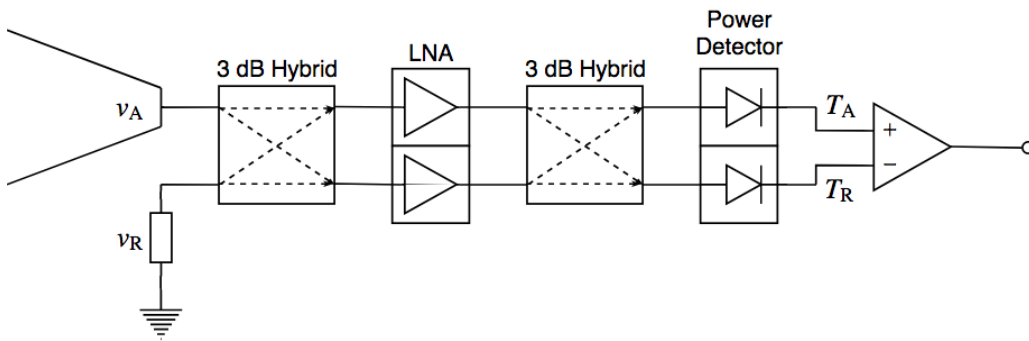 Power
Detector
LNA
3 dB Hybrid
3 dB Hybrid
vA
TA
+
−
TR
vR